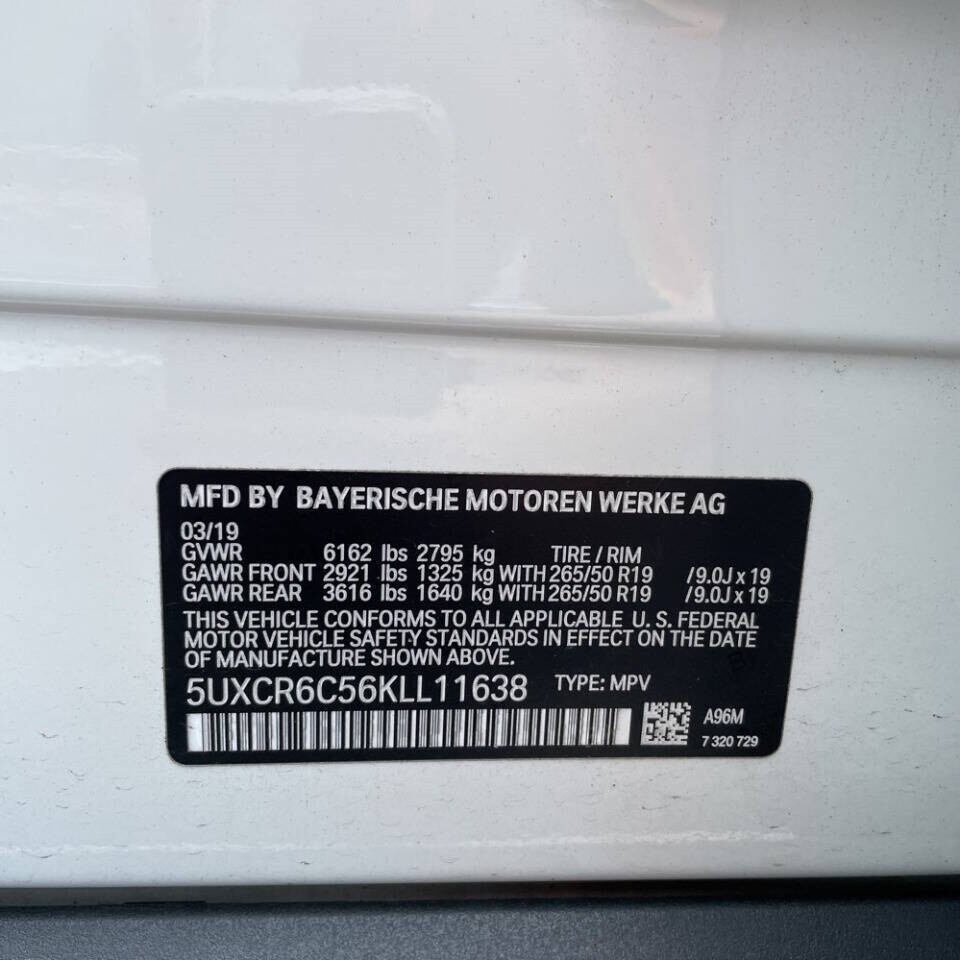 MFD BY BAYERISCHE MOTOREN WERKE AG
03/19
GVWR 6162 lbs 2795 kg TIRE / RIM
GAWR FRONT 2921 lbs 1325 kg WITH 265/50 R19 /9.0J x 19
GAWR REAR 3616 lbs 1640 kg WITH 265/50 R19 /9.0J x 19
THIS VEHICLE CONFORMS TO ALL APPLICABLE U. S. FEDERAL
MOTOR VEHICLE SAFETY STANDARDS IN EFFECT ON THE DATE
OF MANUFACTURE SHOWN ABOVE.
5UXCR6C56KLL11638 TYPE: MPV
A96M
7 320 729